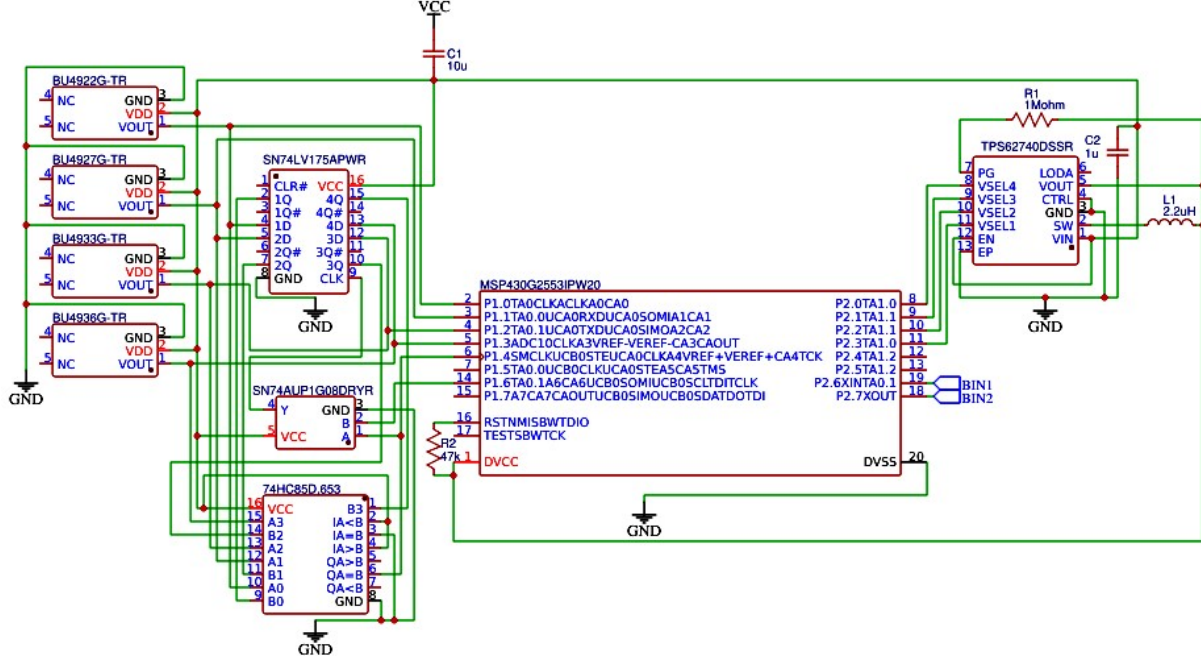 VCC
C1
10u
BU4922G-TR
4 NC GND 3
VDD 2
5 NC VOUT 1
BU4927G-TR
4 NC GND 3
VDD 2
5 NC VOUT 1
BU4933G-TR
4 NC GND 3
VDD 2
5 NC VOUT 1
BU4936G-TR
4 NC GND 3
VDD 2
5 NC VOUT 1
GND
SN74LV175APWR
1 CLR# VCC 16
2 1Q 4Q 15
3 1Q# 4Q# 14
4 1D 4D 13
5 2D 3D 12
6 2Q# 3Q# 11
7 2Q 3Q 10
8 GND CLK 9
GND
SN74AUP1G08DRYR
4 Y GND 3
B 2
5 VCC A 1
74HC85D,653
16 VCC B3 1
15 A3 IA<B 2
14 B2 IA=B 3
13 A2 IA>B 4
12 A1 QA>B 5
11 B1 QA=B 6
10 A0 QA<B 7
9 B0 GND 8
GND
MSP430G2553IPW20
2 P1.0TA0CLKACLKA0CA0 P2.0TA1.0 8
3 P1.1TA0.0UCA0RXDUCA0SOMIA1CA1 P2.1TA1.1 9
4 P1.2TA0.1UCA0TXDUCA0SIMOA2CA2 P2.2TA1.1 10
5 P1.3ADC10CLKA3VREF-VEREF-CA3CAOUT P2.3TA1.0 11
6 P1.4SMCLKUCB0STEUCA0CLKA4VREF+VEREF+CA4TCK P2.4TA1.2 12
7 P1.5TA0.0UCB0CLKUCA0STEA5CA5TMS P2.5TA1.2 13
14 P1.6TA0.1A6CA6UCB0SOMIUCB0SCLTDITCLK P2.6XINTA0.1 19
15 P1.7A7CA7CAOUTUCB0SIMOUCB0SDATDOTDI P2.7XOUT 18
16 RSTNMISBWTDIO
17 TESTSBWTCK
1 DVCC DVSS 20
R2
47k
BIN1
BIN2
GND
R1
1Mohm
C2
1u
TPS62740DSSR
7 PG LODA 6
8 VSEL4 VOUT 5
9 VSEL3 CTRL 4
10 VSEL2 GND 3
11 VSEL1 SW 2
12 EN VIN 1
13 EP
L1
2.2uH
GND